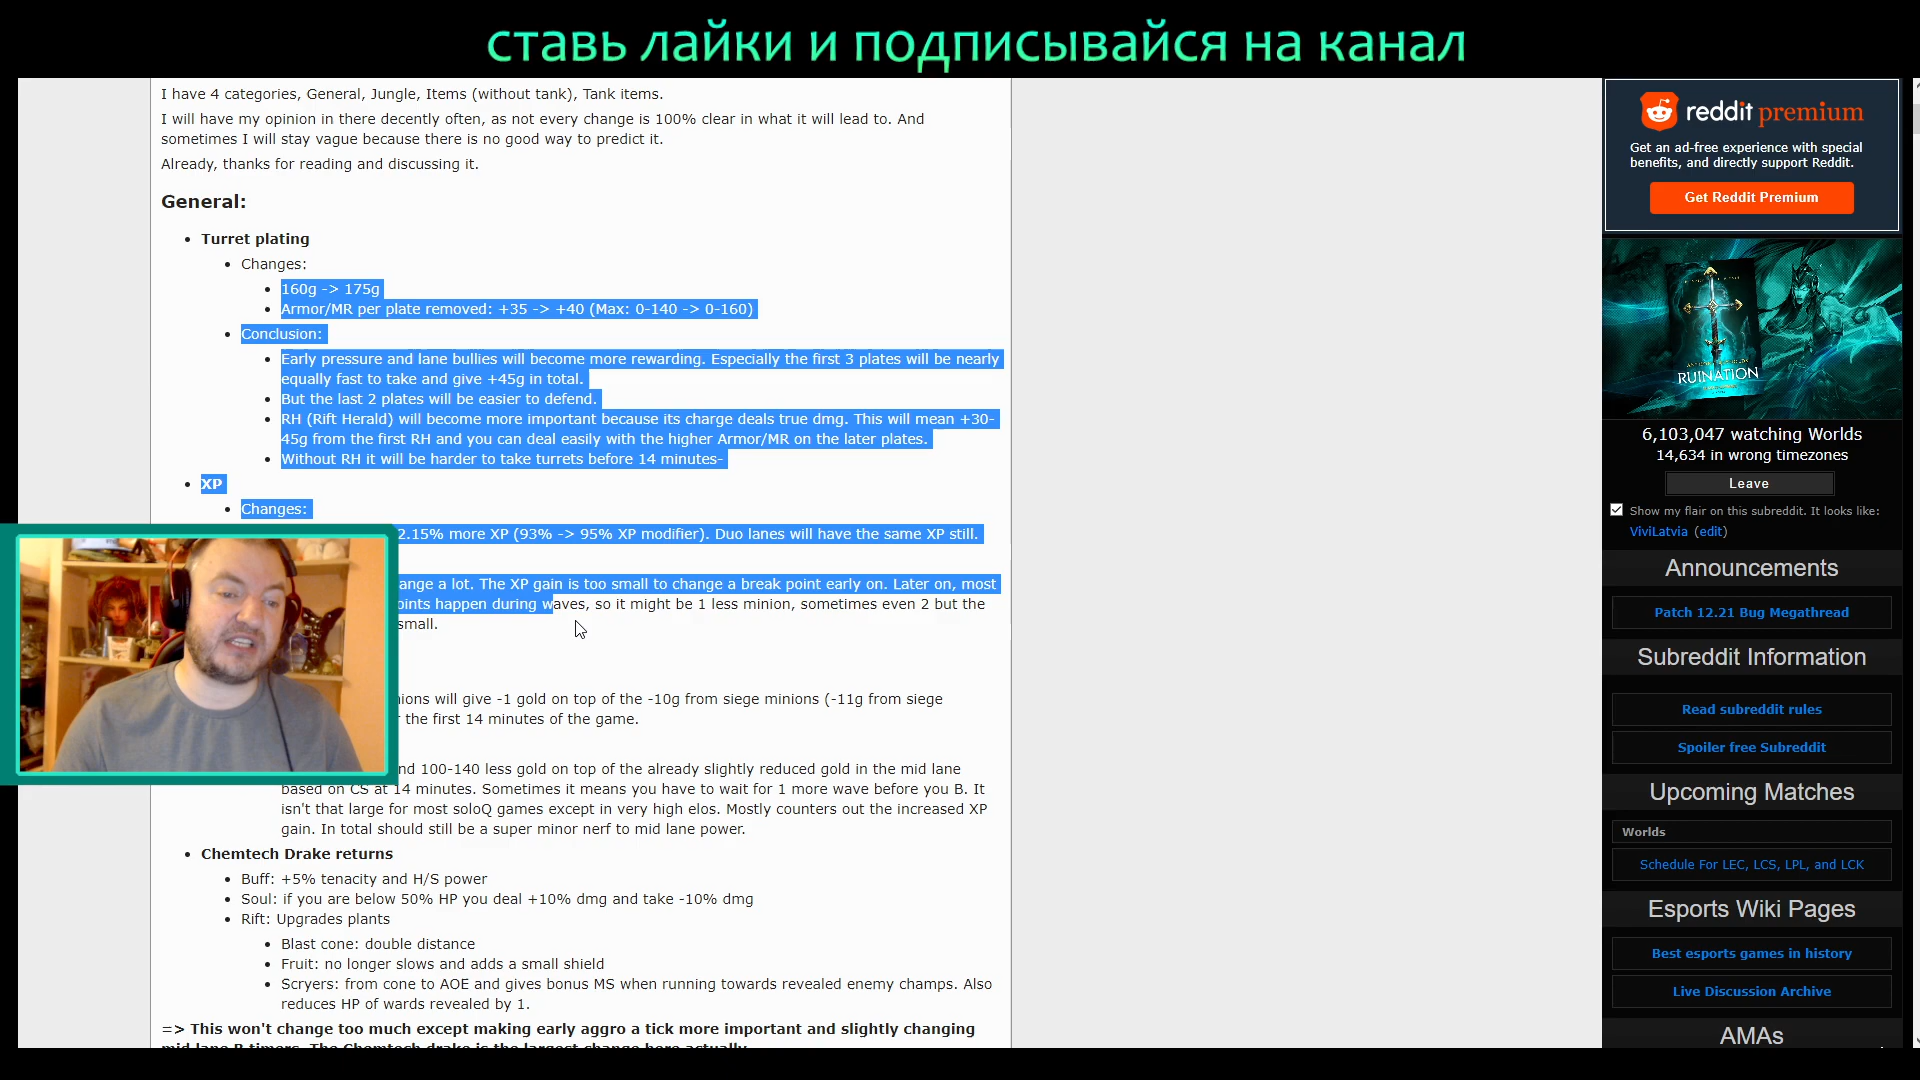 ставь лайки и подписывайся на канал
I have 4 categories, General, Jungle, Items (without tank), Tank items.
I will have my opinion in there decently often, as not every change is 100% clear in what it will lead to. And
sometimes I will stay vague because there is no good way to predict it.
Already, thanks for reading and discussing it.
General:
Turret plating
Changes:
160g -> 175g
Armor/MR per plate removed: +35 -> +40 (Max: 0-140 -> 0-160)
Conclusion:
Early pressure and lane bullies will become more rewarding. Especially the first 3 plates will be nearly
equally fast to take and give +45g in total.
But the last 2 plates will be easier to defend.
RH (Rift Herald) will become more important because its charge deals true dmg. This will mean +30-
45g from the first RH and you can deal easily with the higher Armor/MR on the later plates.
Without RH it will be harder to take turrets before 14 minutes-
XP
Changes:
2.15% more XP (93% -> 95% XP modifier). Duo lanes will have the same XP still.
ange a lot. The XP gain is too small to change a break point early on. Later on, most
oints happen during waves, so it might be 1 less minion, sometimes even 2 but the
small.
ions will give -1 gold on top of the -10g from siege minions (-11g from siege
the first 14 minutes of the game.
nd 100-140 less gold on top of the already slightly reduced gold in the mid lane
based on CS at 14 minutes. Sometimes it means you have to wait for 1 more wave before you B. It
isn't that large for most soloQ games except in very high elos. Mostly counters out the increased XP
gain. In total should still be a super minor nerf to mid lane power.
Chemtech Drake returns
Buff: +5% tenacity and H/S power
Soul: if you are below 50% HP you deal +10% dmg and take -10% dmg
Rift: Upgrades plants
Blast cone: double distance
Fruit: no longer slows and adds a small shield
Scryers: from cone to AOE and gives bonus MS when running towards revealed enemy champs. Also
reduces HP of wards revealed by 1.
=> This won't change too much except making early aggro a tick more important and slightly changing
mid lane B timers. The Chemtech drake is the largest change here actually.
reddit premium
Get an ad-free experience with special
benefits, and directly support Reddit.
Get Reddit Premium
RUINATION
6,103,047 watching Worlds
14,634 in wrong timezones
Leave
Show my flair on this subreddit. It looks like:
ViviLatvia (edit)
Announcements
Patch 12.21 Bug Megathread
Subreddit Information
Read subreddit rules
Spoiler free Subreddit
Upcoming Matches
Worlds
Schedule For LEC, LCS, LPL, and LCK
Esports Wiki Pages
Best esports games in history
Live Discussion Archive
AMAs